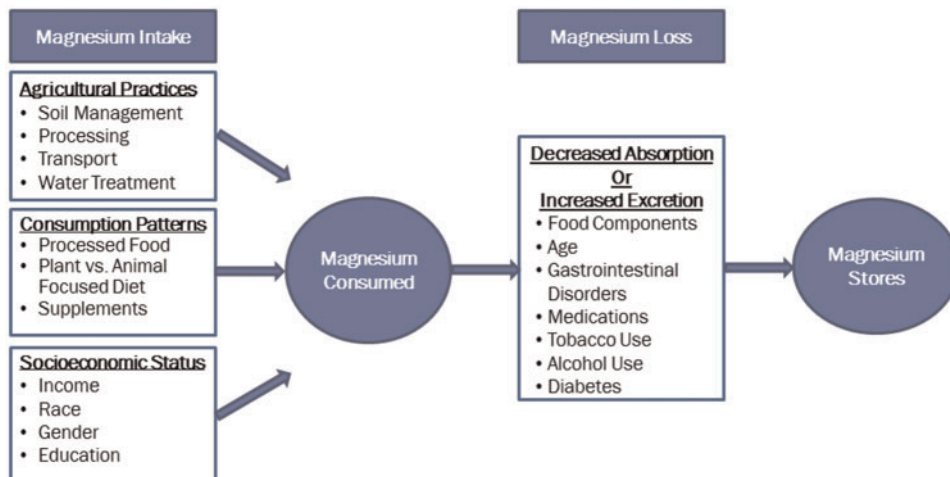 Magnesium Intake
Magnesium Loss
Agricultural Practices
• Soil Management
• Processing
• Transport
• Water Treatment
Consumption Patterns
• Processed Food
• Plant vs. Animal
Focused Diet
• Supplements
Socioeconomic Status
• Income
• Race
• Gender
• Education
Magnesium
Consumed
Decreased Absorption
Or
Increased Excretion
• Food Components
• Age
• Gastrointestinal
Disorders
• Medications
• Tobacco Use
• Alcohol Use
• Diabetes
Magnesium
Stores